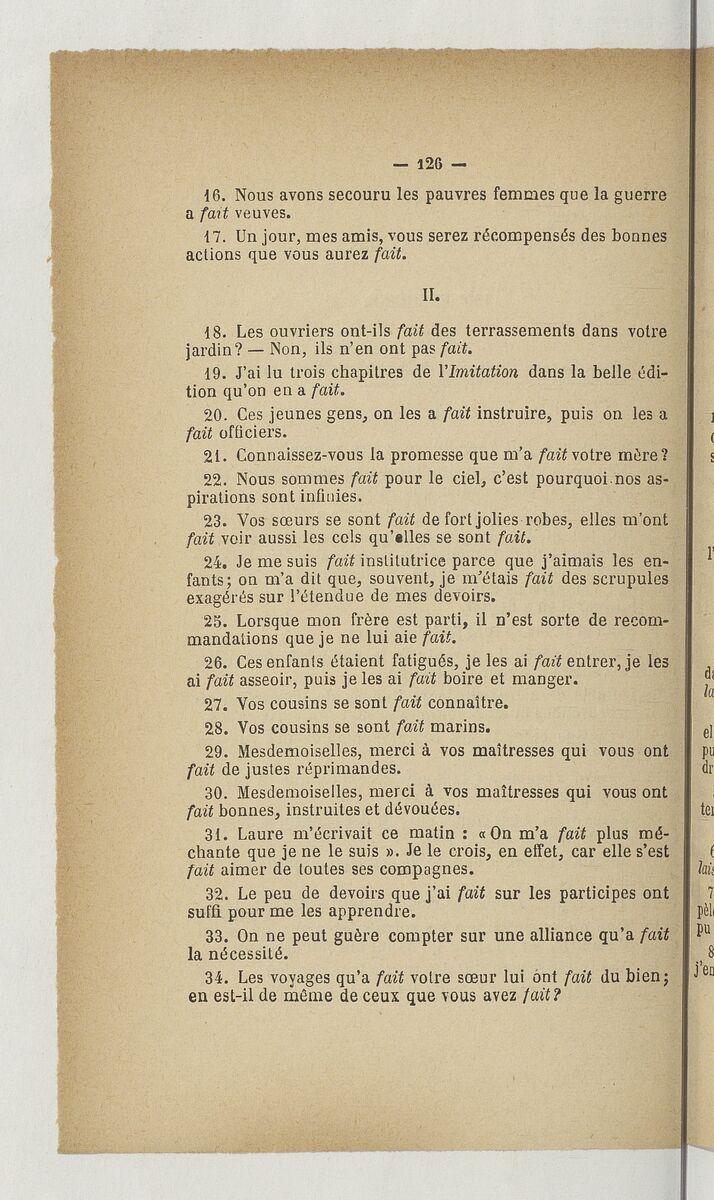 — 126 —
16. Nous avons secouru les pauvres femmes que la guerre
a fait veuves.
17. Un jour, mes amis, vous serez récompensés des bonnes
actions que vous aurez fait.
II.
18. Les ouvriers ont-ils fait des terrassements dans votre
jardin? — Non, ils n'en ont pas fait.
19. J'ai lu trois chapitres de l'Imitation dans la belle édi-
tion qu'on en a fait.
20. Ces jeunes gens, on les a fait instruire, puis on les a
fait officiers.
21. Connaissez-vous la promesse que m'a fait votre mère?
22. Nous sommes fait pour le ciel, c'est pourquoi nos as-
pirations sont infinies.
23. Vos sœurs se sont fait de fort jolies robes, elles m'ont
fait voir aussi les cols qu'elles se sont fait.
24. Je me suis fait institutrice parce que j'aimais les en-
fants; on m'a dit que, souvent, je m'étais fait des scrupules
exagérés sur l'étendue de mes devoirs.
25. Lorsque mon frère est parti, il n'est sorte de recom-
mandations que je ne lui aie fait.
26. Ces enfants étaient fatigués, je les ai fait entrer, je les
ai fait asseoir, puis je les ai fait boire et manger.
27. Vos cousins se sont fait connaître.
28. Vos cousins se sont fait marins.
29. Mesdemoiselles, merci à vos maîtresses qui vous ont
fait de justes réprimandes.
30. Mesdemoiselles, merci à vos maîtresses qui vous ont
fait bonnes, instruites et dévouées.
31. Laure m'écrivait ce matin : « On m'a fait plus mé-
chante que je ne le suis ». Je le crois, en effet, car elle s'est
fait aimer de toutes ses compagnes.
32. Le peu de devoirs que j'ai fait sur les participes ont
suffi pour me les apprendre.
33. On ne peut guère compter sur une alliance qu'a fait
la nécessité.
34. Les voyages qu'a fait votre sœur lui ont fait du bien;
en est-il de même de ceux que vous avez fait?